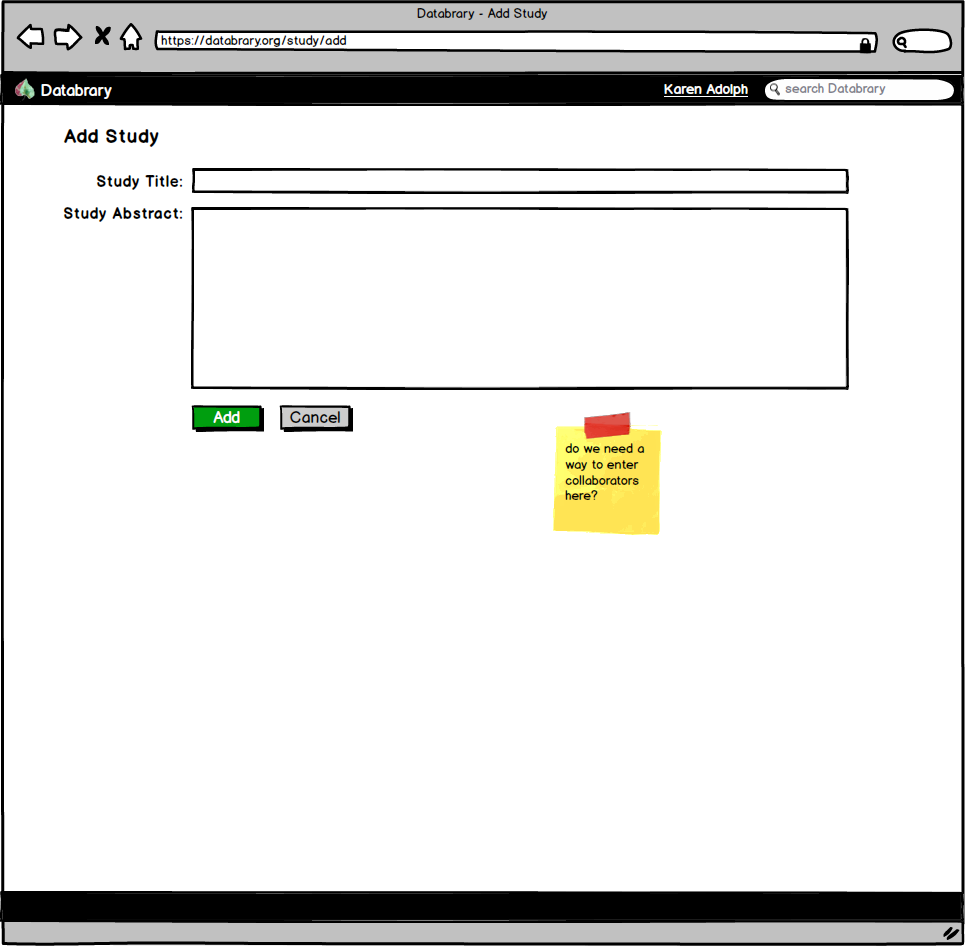 Databrary - Add Study
https://databrary.org/study/add
Databrary
Karen Adolph
search Databrary
Add Study
Study Title:
Study Abstract:
Add
Cancel
do we need a
way to enter
collaborators
here?